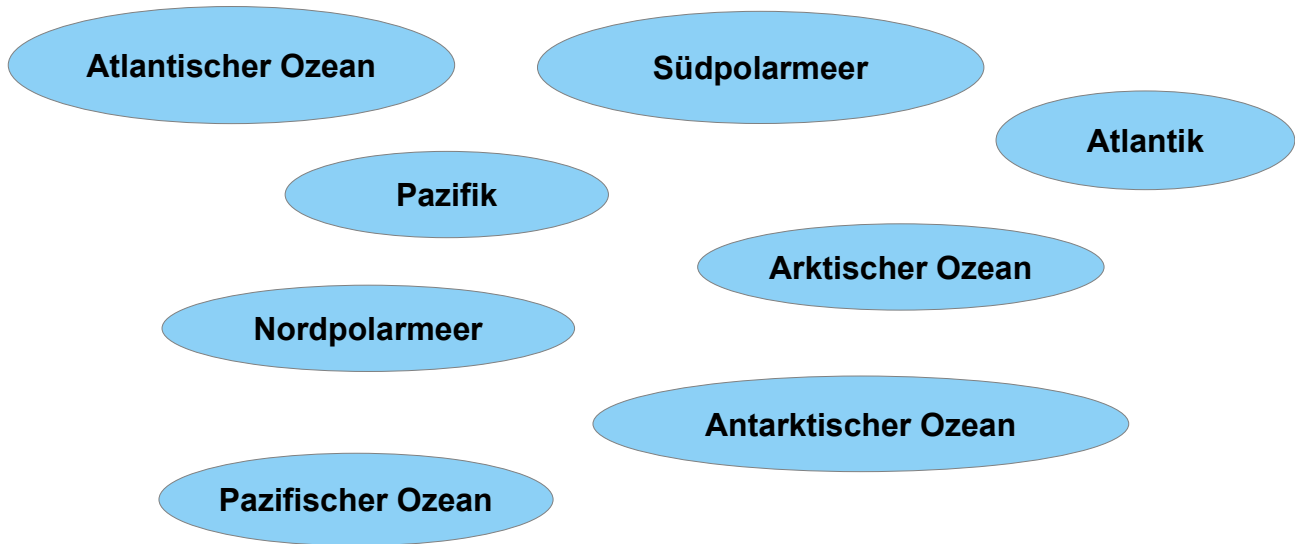 Atlantischer Ozean
Südpolarmeer
Atlantik
Pazifik
Arktischer Ozean
Nordpolarmeer
Antarktischer Ozean
Pazifischer Ozean